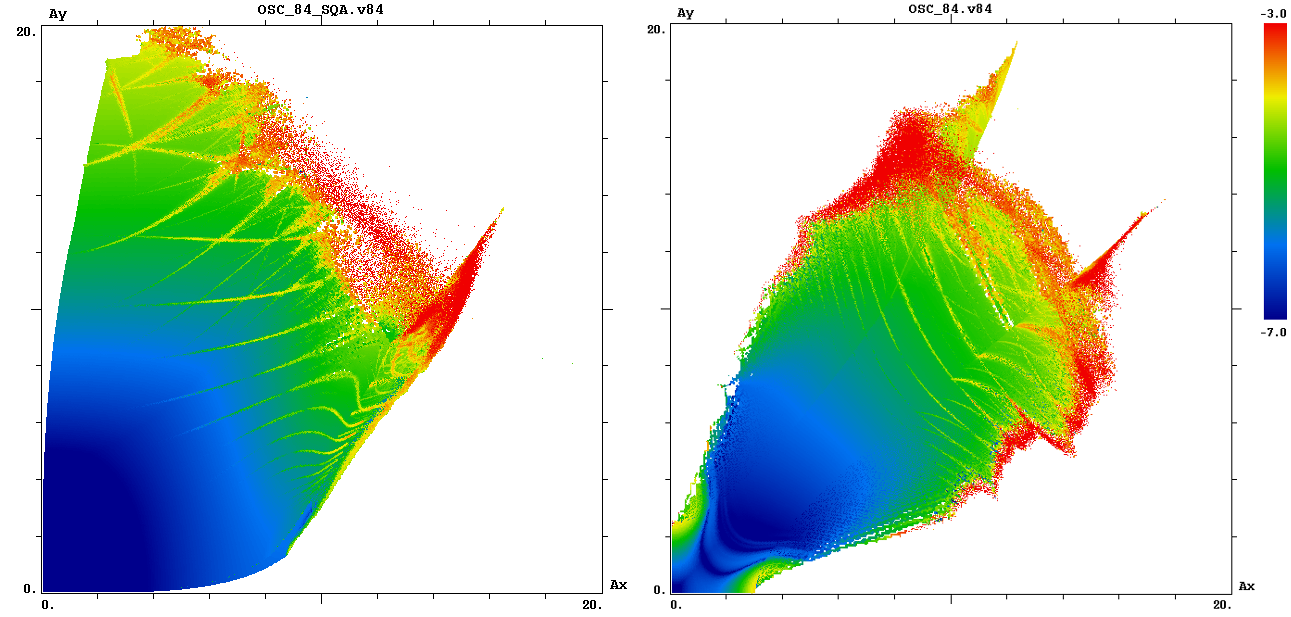 Ay OSC_84_SQA.v84
20.
0.
0. 20.
Ax
Ay OSC_84.v84
20.
0.
0. 20.
Ax
-3.0
-7.0